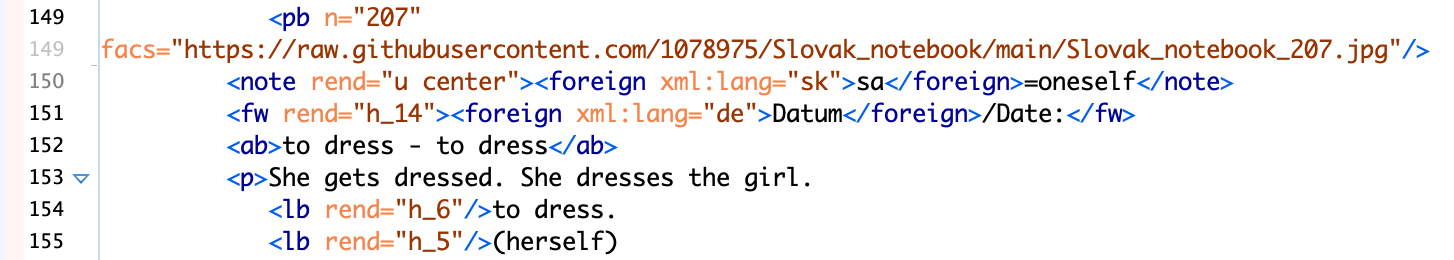 149 <pb n="207"
149 facs="https://raw.githubusercontent.com/1078975/Slovak_notebook/main/Slovak_notebook_207.jpg"/>
150 <note rend="u center"><foreign xml:lang="sk">sa</foreign>=oneself</note>
151 <fw rend="h_14"><foreign xml:lang="de">Datum</foreign>/Date:</fw>
152 <ab>to dress - to dress</ab>
153 <p>She gets dressed. She dresses the girl.
154 <lb rend="h_6"/>to dress.
155 <lb rend="h_5"/>(herself)